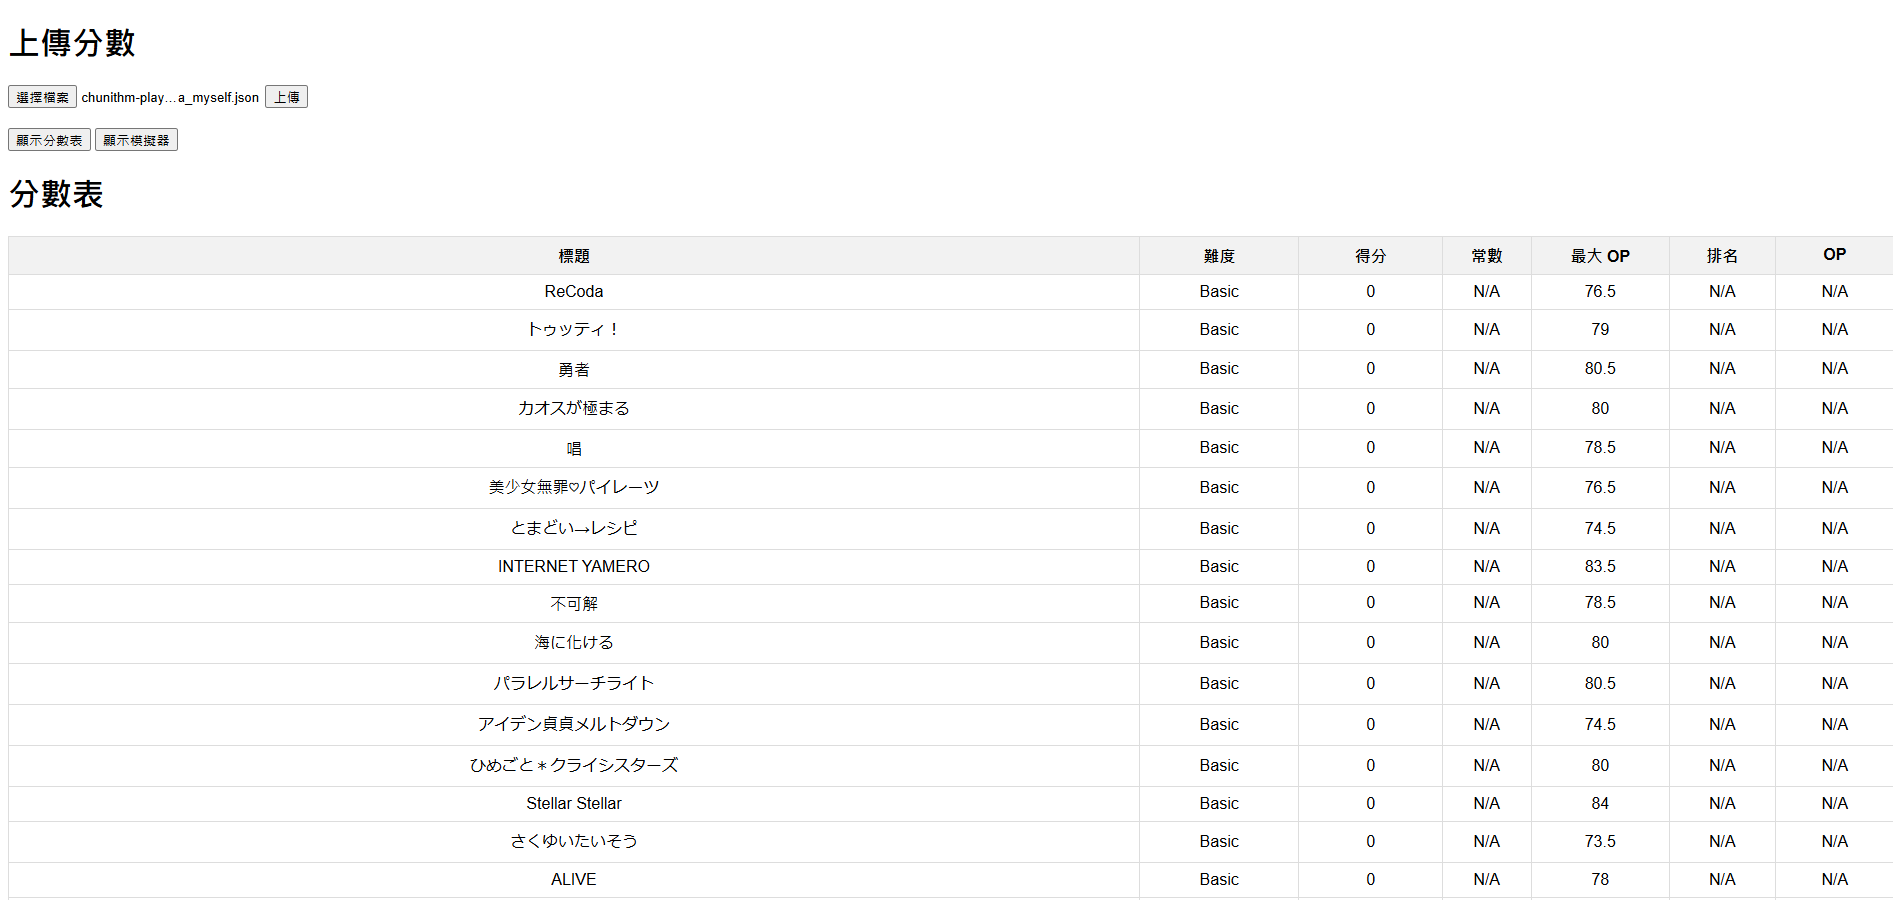 上傳分數
選擇檔案 chunithm-play…a_myself.json 上傳
顯示分數表 顯示模擬器
分數表
標題 難度 得分 常數 最大 OP 排名 OP
ReCoda Basic 0 N/A 76.5 N/A N/A
トゥッティ！ Basic 0 N/A 79 N/A N/A
勇者 Basic 0 N/A 80.5 N/A N/A
カオスが極まる Basic 0 N/A 80 N/A N/A
唱 Basic 0 N/A 78.5 N/A N/A
美少女無罪♡パイレーツ Basic 0 N/A 76.5 N/A N/A
とまどい→レシピ Basic 0 N/A 74.5 N/A N/A
INTERNET YAMERO Basic 0 N/A 83.5 N/A N/A
不可解 Basic 0 N/A 78.5 N/A N/A
海に化ける Basic 0 N/A 80 N/A N/A
パラレルサーチライト Basic 0 N/A 80.5 N/A N/A
アイデン貞貞メルトダウン Basic 0 N/A 74.5 N/A N/A
ひめごと＊クライシスターズ Basic 0 N/A 80 N/A N/A
Stellar Stellar Basic 0 N/A 84 N/A N/A
さくゆいたいそう Basic 0 N/A 73.5 N/A N/A
ALIVE Basic 0 N/A 78 N/A N/A